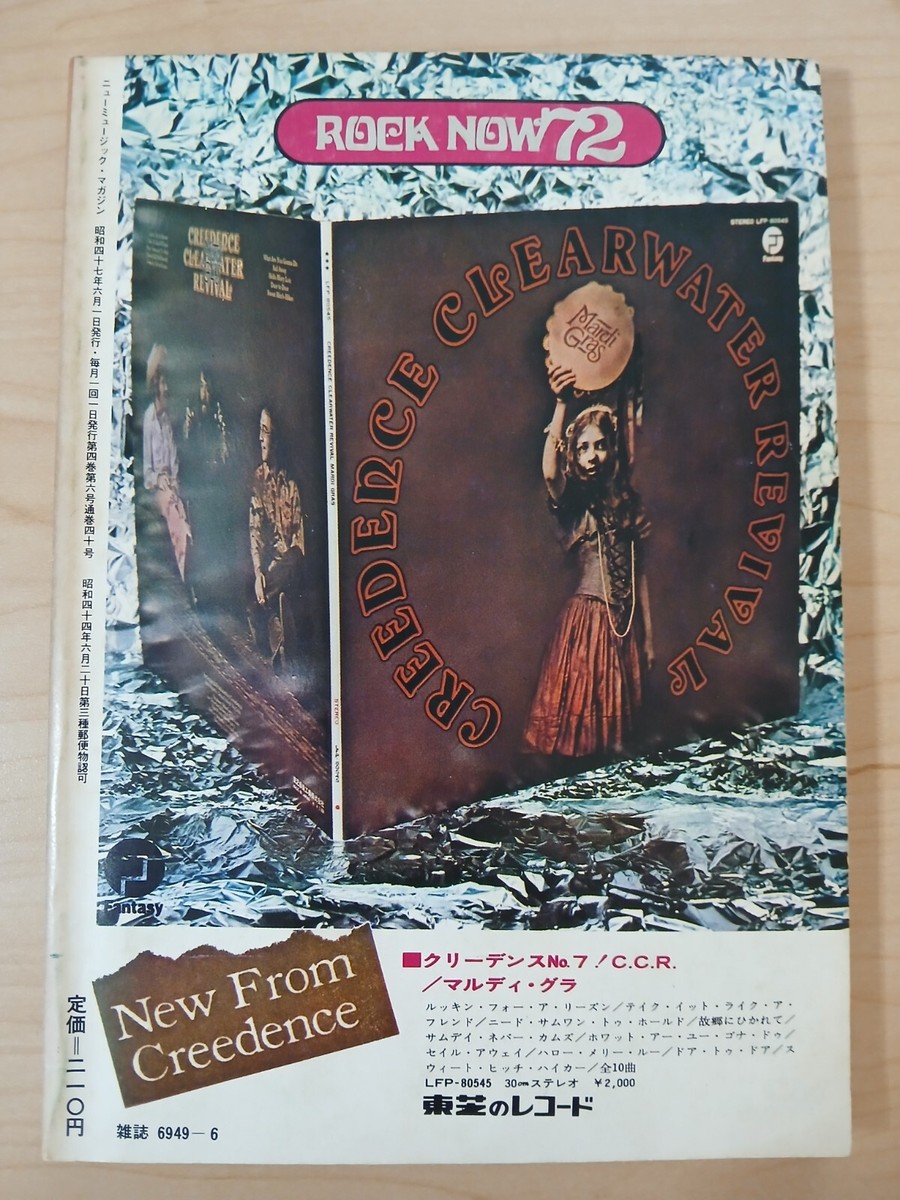 ニューミュージック・マガジン 昭和四十七年六月一日発行・毎月一回一日発行第四巻第六号通巻四十号 昭和四十四年六月二十日第三種郵便物認可
定価＝二一〇円
ROCK NOW 72
CREEDENCE
CLEARWATER
REVIVAL
CREEDENCE CLEARWATER REVIVAL MARDI GRAS
STEREO LFP-80545
Fantasy
CREEDENCE CLEARWATER REVIVAL
Mardi
Gras
Fantasy
New From
Creedence
■クリーデンスNo.7！C.C.R.
／マルディ・グラ
ルッキン・フォー・ア・リーズン／テイク・イット・ライク・ア・
フレンド／ニード・サムワン・トゥ・ホールド／故郷にひかれて／
サムデイ・ネバー・カムズ／ホワット・アー・ユー・ゴナ・ドゥ／
セイル・アウェイ／ハロー・メリー・ルー／ドア・トゥ・ドア／ス
ウィート・ヒッチ・ハイカー／全10曲
LFP-80545 30cmステレオ ¥2,000
東芝のレコード
雑誌 6949－6